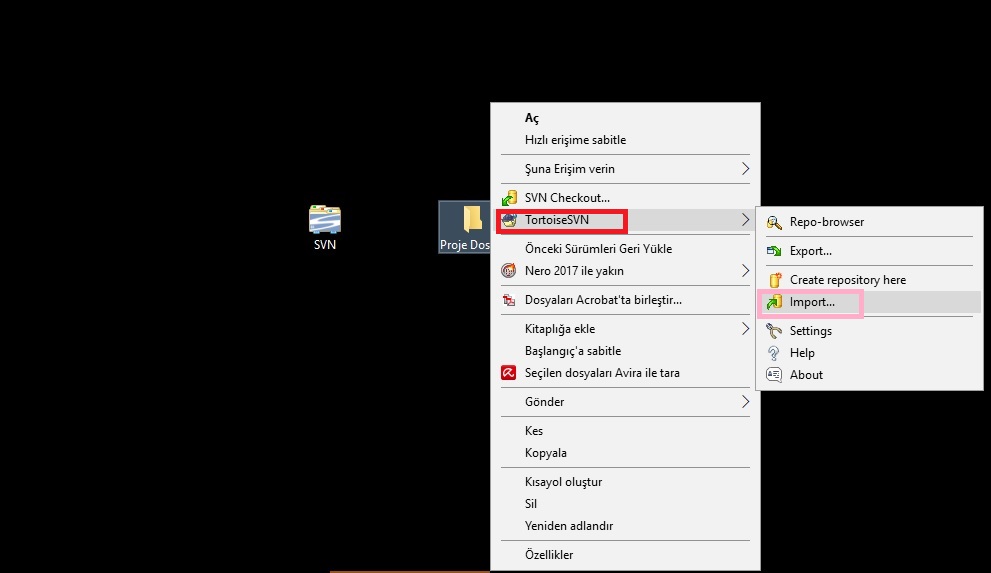 SVN
Proje Dos
Aç
Hızlı erişime sabitle
Şuna Erişim verin
SVN Checkout...
TortoiseSVN
Önceki Sürümleri Geri Yükle
Nero 2017 ile yakın
Dosyaları Acrobat'ta birleştir...
Kitaplığa ekle
Başlangıç'a sabitle
Seçilen dosyaları Avira ile tara
Gönder
Kes
Kopyala
Kısayol oluştur
Sil
Yeniden adlandır
Özellikler
Repo-browser
Export...
Create repository here
Import...
Settings
Help
About